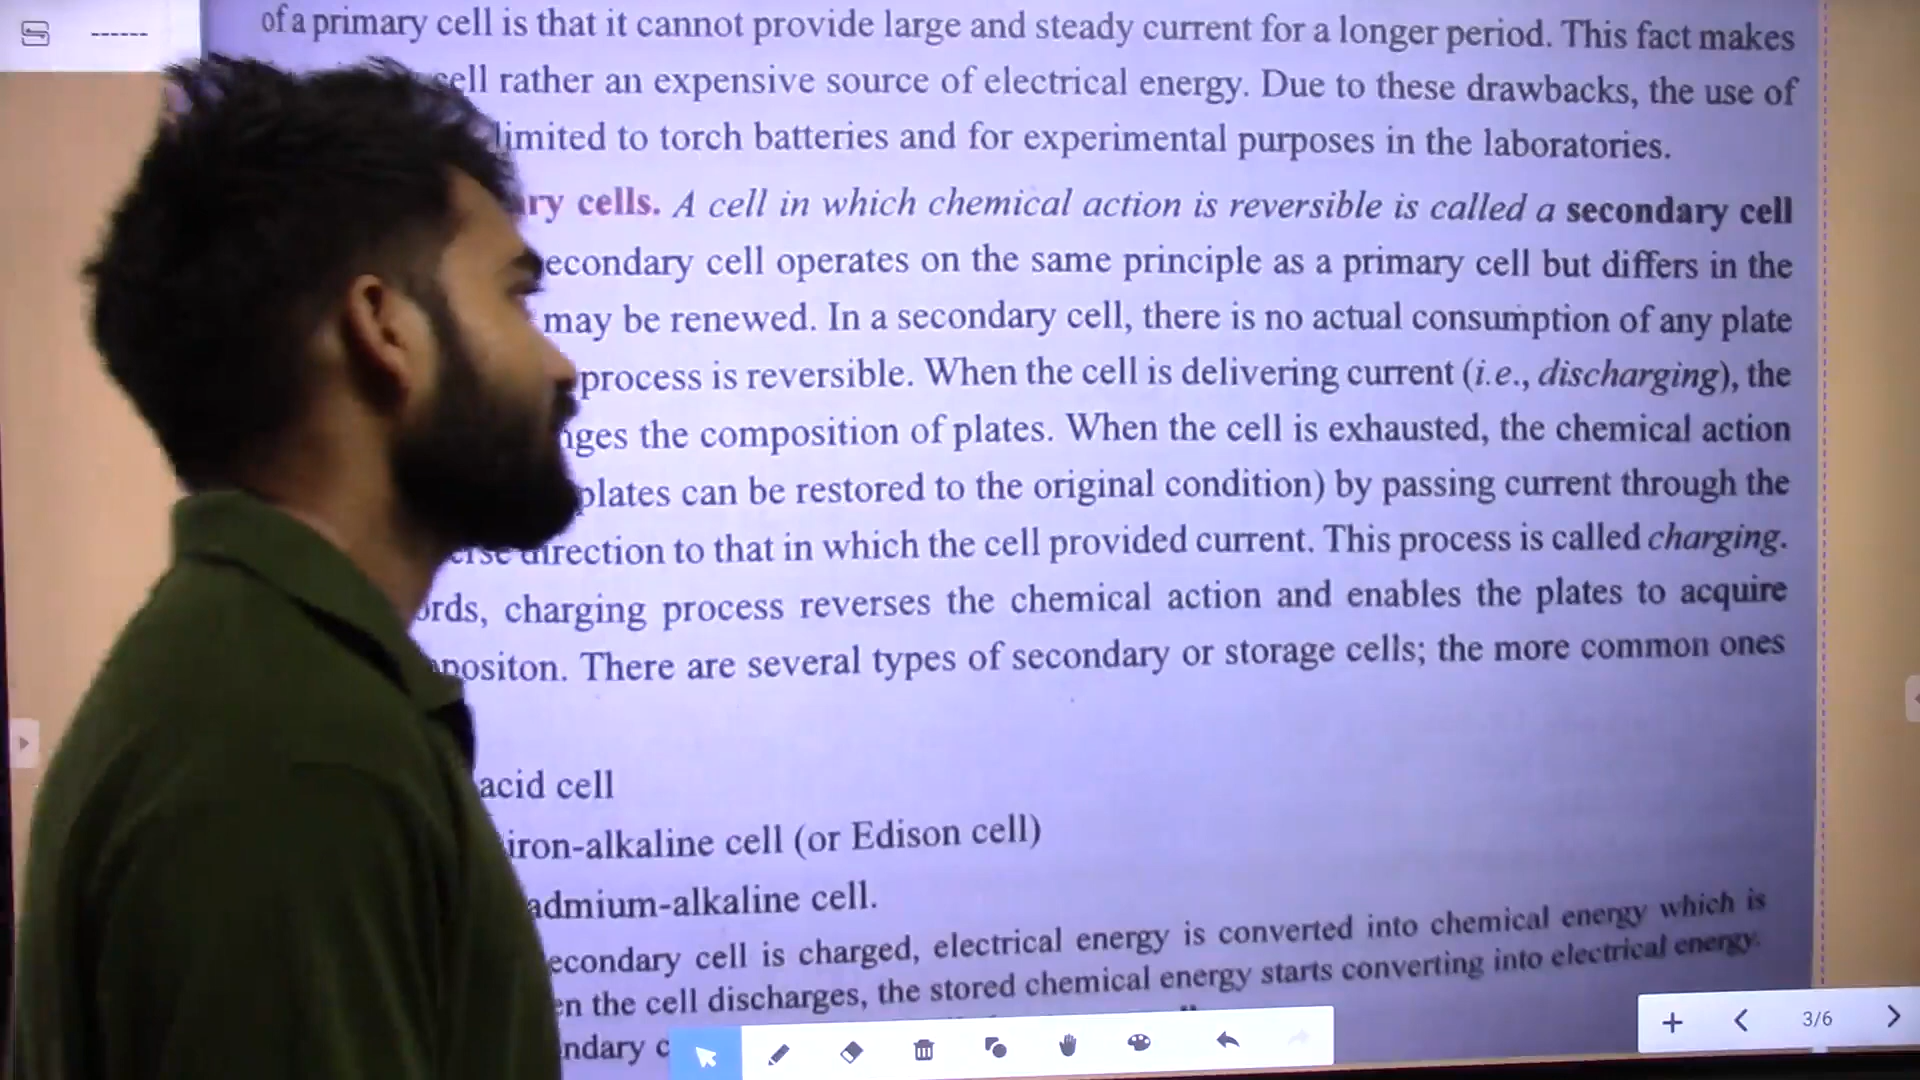 of a primary cell is that it cannot provide large and steady current for a longer period. This fact makes
cell rather an expensive source of electrical energy. Due to these drawbacks, the use of
limited to torch batteries and for experimental purposes in the laboratories.
ry cells. A cell in which chemical action is reversible is called a secondary cell
econdary cell operates on the same principle as a primary cell but differs in the
may be renewed. In a secondary cell, there is no actual consumption of any plate
process is reversible. When the cell is delivering current (i.e., discharging), the
nges the composition of plates. When the cell is exhausted, the chemical action
plates can be restored to the original condition) by passing current through the
erse direction to that in which the cell provided current. This process is called charging.
ords, charging process reverses the chemical action and enables the plates to acquire
positon. There are several types of secondary or storage cells; the more common ones
acid cell
iron-alkaline cell (or Edison cell)
admium-alkaline cell.
econdary cell is charged, electrical energy is converted into chemical energy which is
en the cell discharges, the stored chemical energy starts converting into electrical energy.
ndary c
3/6